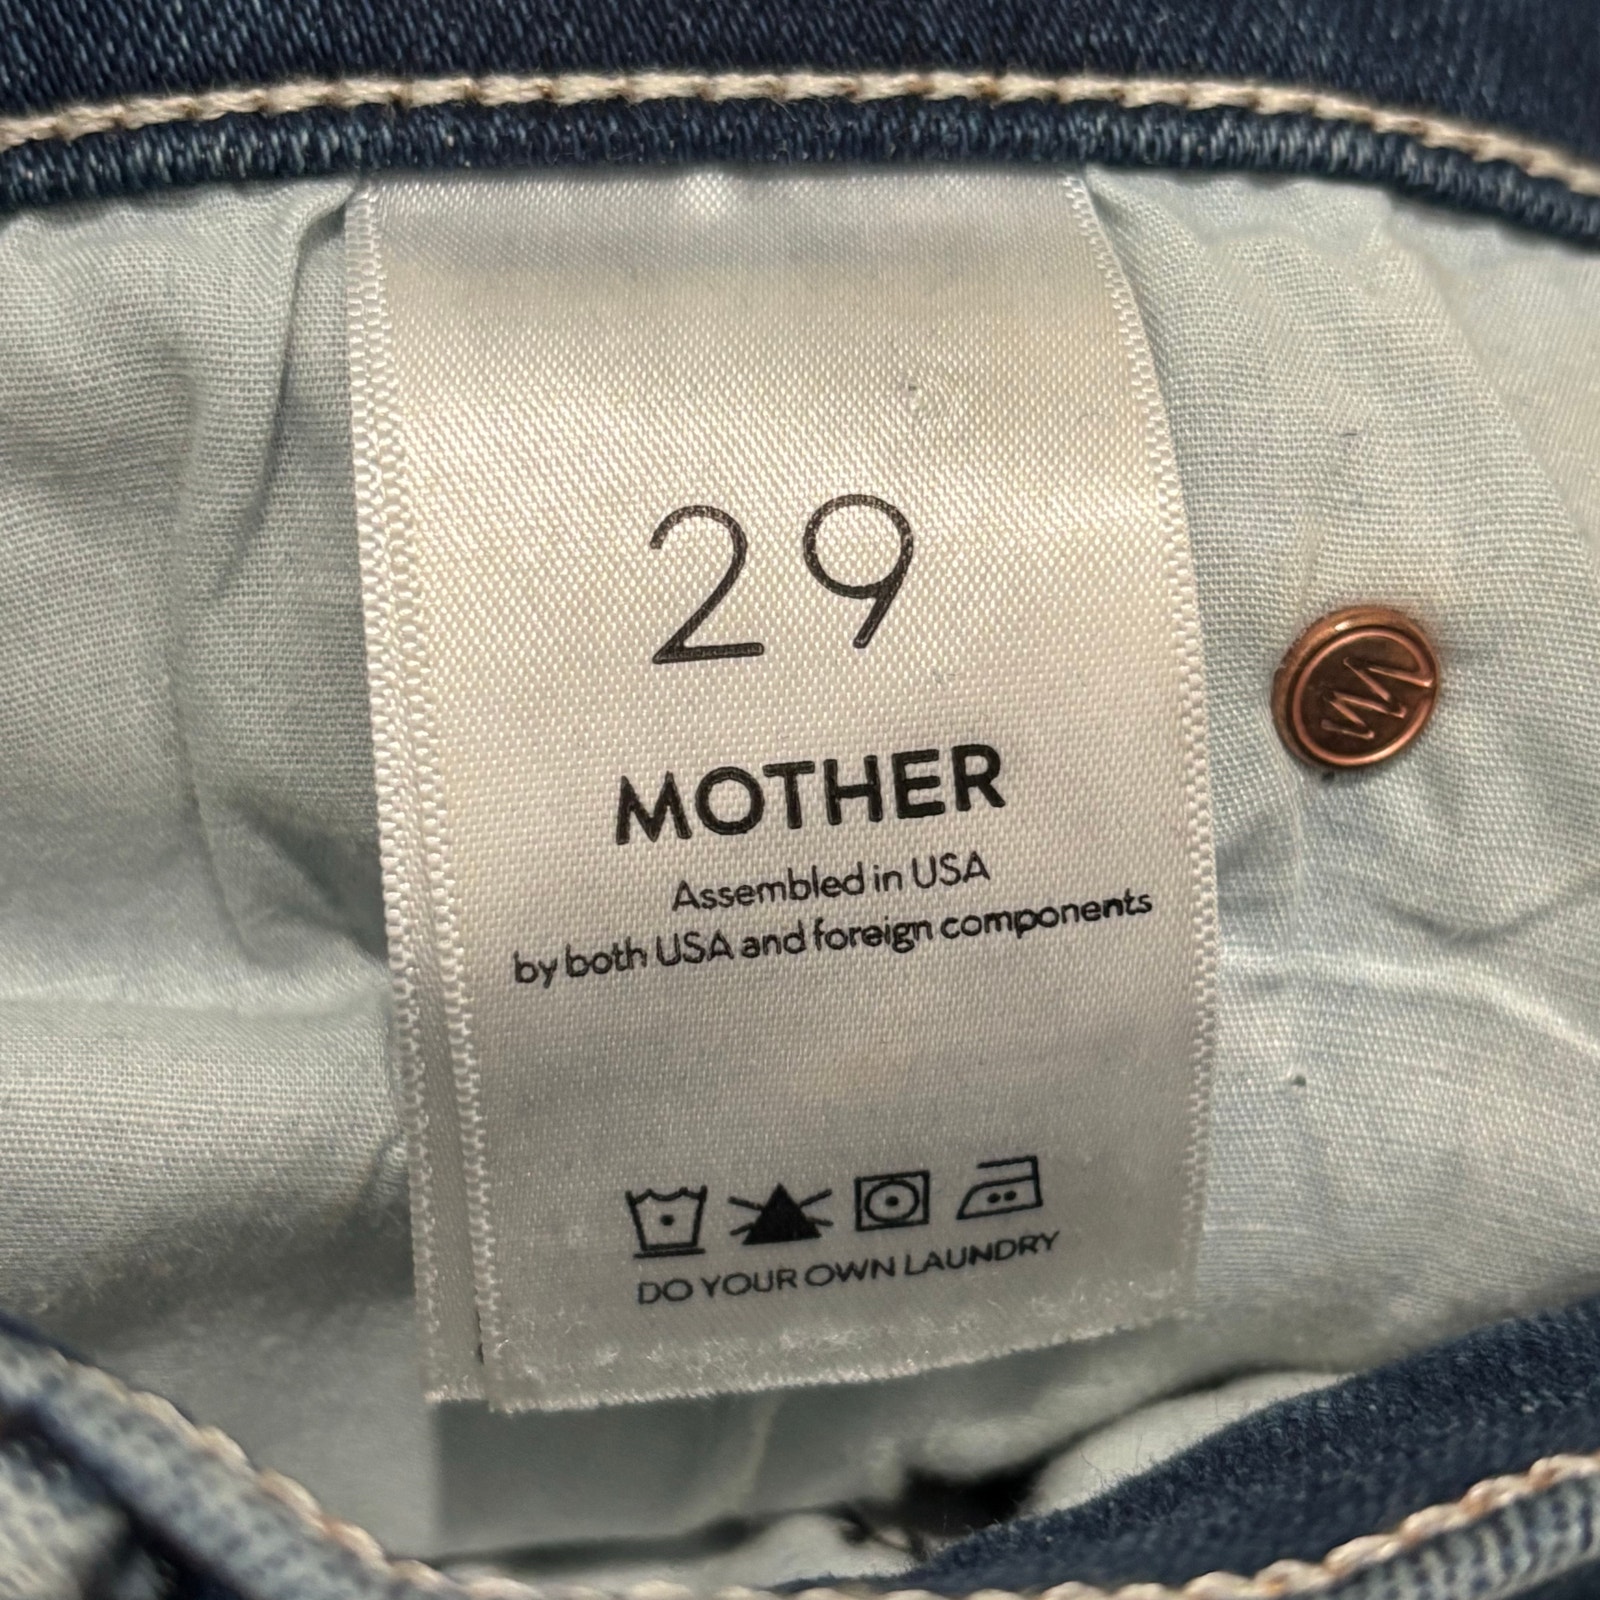 29
MOTHER
Assembled in USA
by both USA and foreign components
DO YOUR OWN LAUNDRY